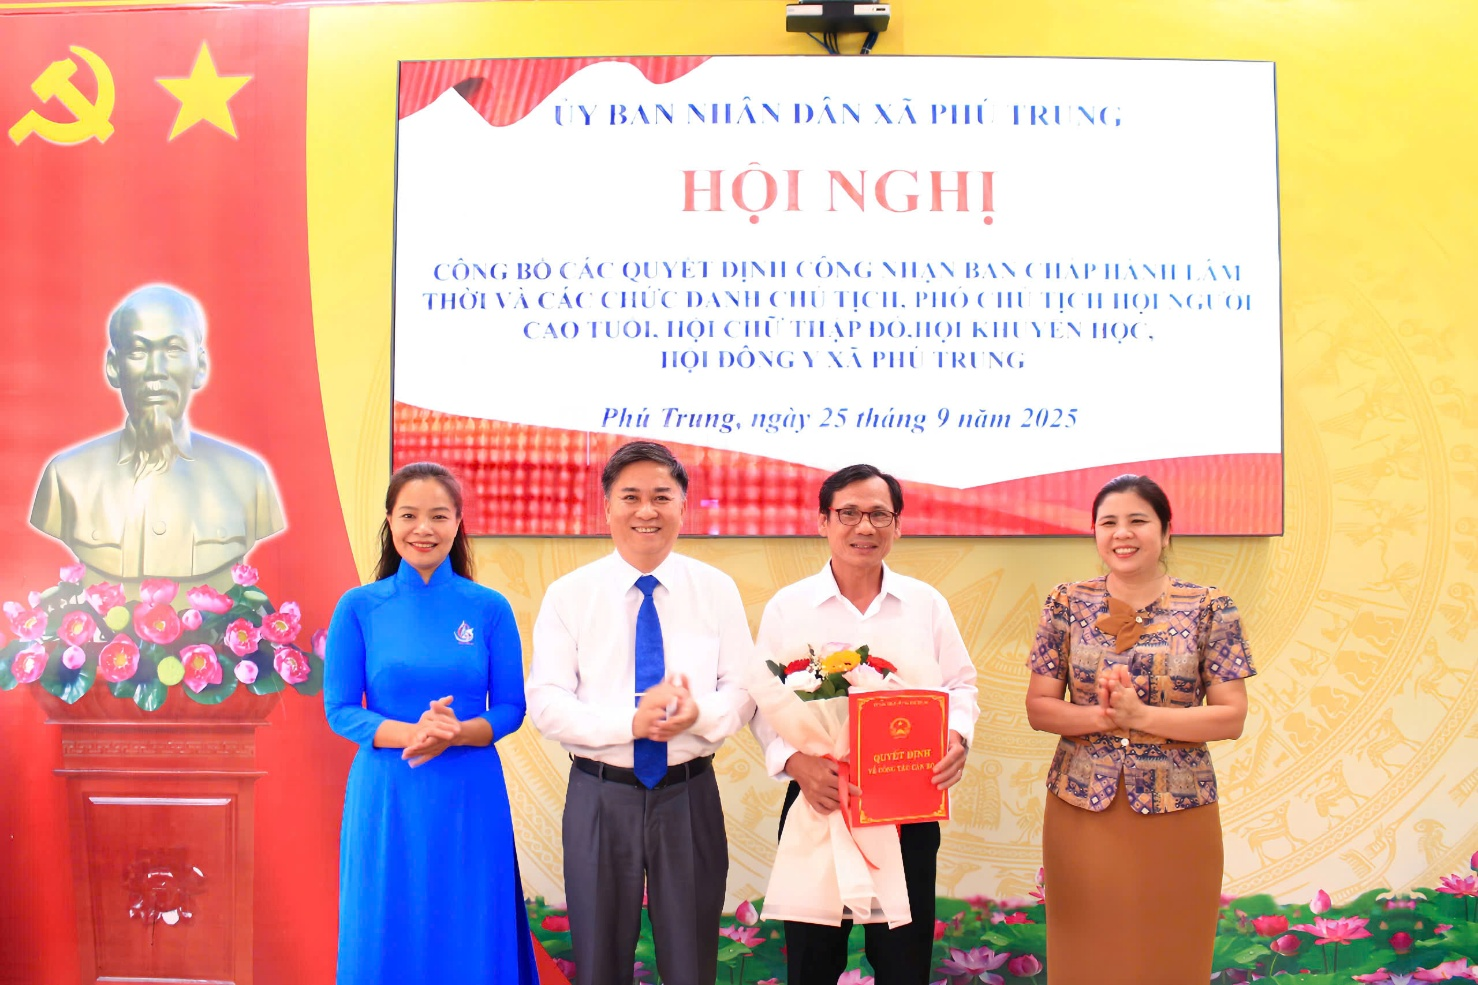 ỦY BAN NHÂN DÂN XÃ PHÚ TRUNG
HỘI NGHỊ
CÔNG BỐ CÁC QUYẾT ĐỊNH CÔNG NHẬN BAN CHẤP HÀNH LÂM
THỜI VÀ CÁC CHỨC DANH CHỦ TỊCH, PHÓ CHỦ TỊCH HỘI NGƯỜI
CAO TUỔI, HỘI CHỮ THẬP ĐỎ,HỘI KHUYẾN HỌC,
HỘI ĐÔNG Y XÃ PHÚ TRUNG
Phú Trung, ngày 25 tháng 9 năm 2025
QUYẾT ĐỊNH
VỀ CÔNG TÁC CÁN BỘ